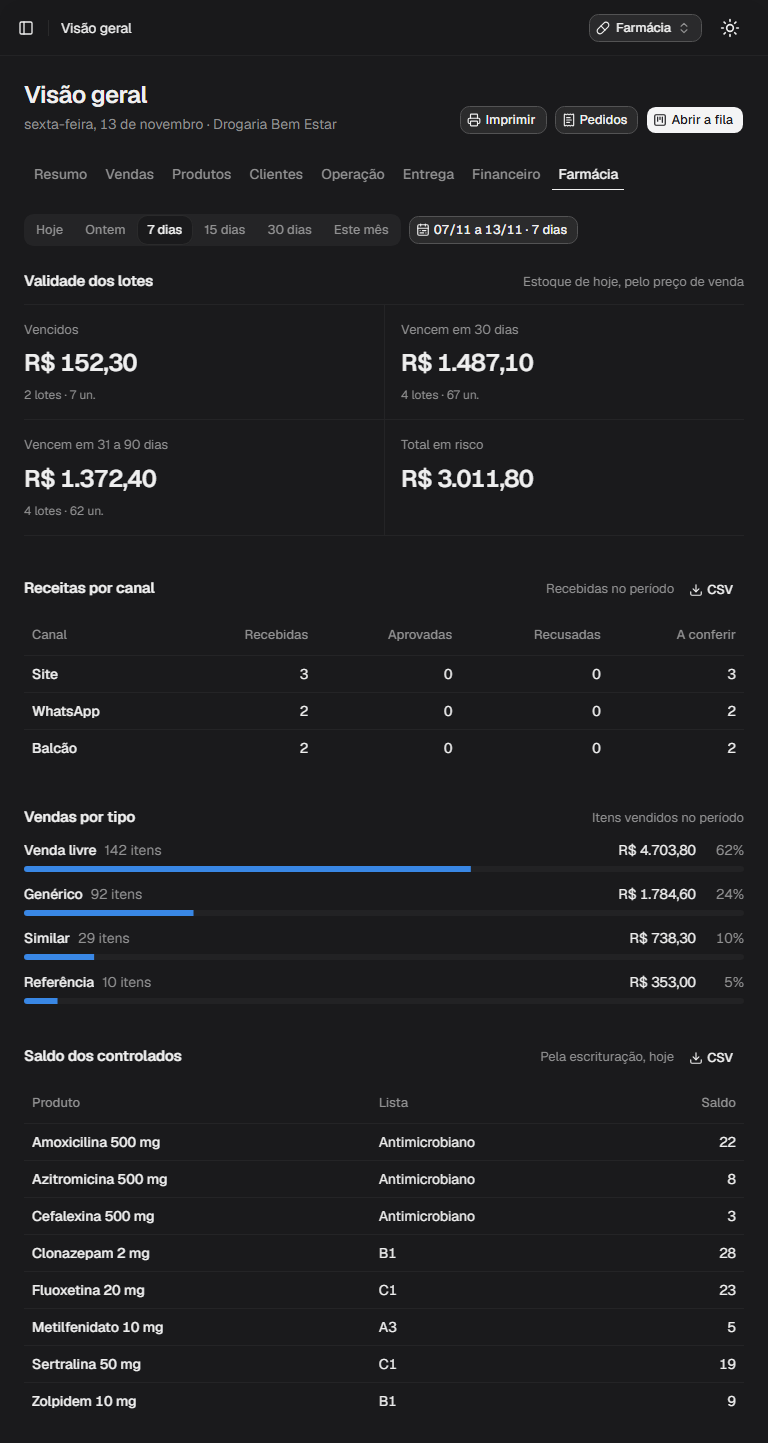 Visão geral
Farmácia
Visão geral
sexta-feira, 13 de novembro · Drogaria Bem Estar
Imprimir
Pedidos
Abrir a fila
Resumo Vendas Produtos Clientes Operação Entrega Financeiro Farmácia
Hoje Ontem 7 dias 15 dias 30 dias Este mês 07/11 a 13/11 · 7 dias
Validade dos lotes Estoque de hoje, pelo preço de venda
Vencidos
R$ 152,30
2 lotes · 7 un.
Vencem em 30 dias
R$ 1.487,10
4 lotes · 67 un.
Vencem em 31 a 90 dias
R$ 1.372,40
4 lotes · 62 un.
Total em risco
R$ 3.011,80
Receitas por canal Recebidas no período CSV
Canal Recebidas Aprovadas Recusadas A conferir
Site 3 0 0 3
WhatsApp 2 0 0 2
Balcão 2 0 0 2
Vendas por tipo Itens vendidos no período
Venda livre 142 itens R$ 4.703,80 62%
Genérico 92 itens R$ 1.784,60 24%
Similar 29 itens R$ 738,30 10%
Referência 10 itens R$ 353,00 5%
Saldo dos controlados Pela escrituração, hoje CSV
Produto Lista Saldo
Amoxicilina 500 mg Antimicrobiano 22
Azitromicina 500 mg Antimicrobiano 8
Cefalexina 500 mg Antimicrobiano 3
Clonazepam 2 mg B1 28
Fluoxetina 20 mg C1 23
Metilfenidato 10 mg A3 5
Sertralina 50 mg C1 19
Zolpidem 10 mg B1 9